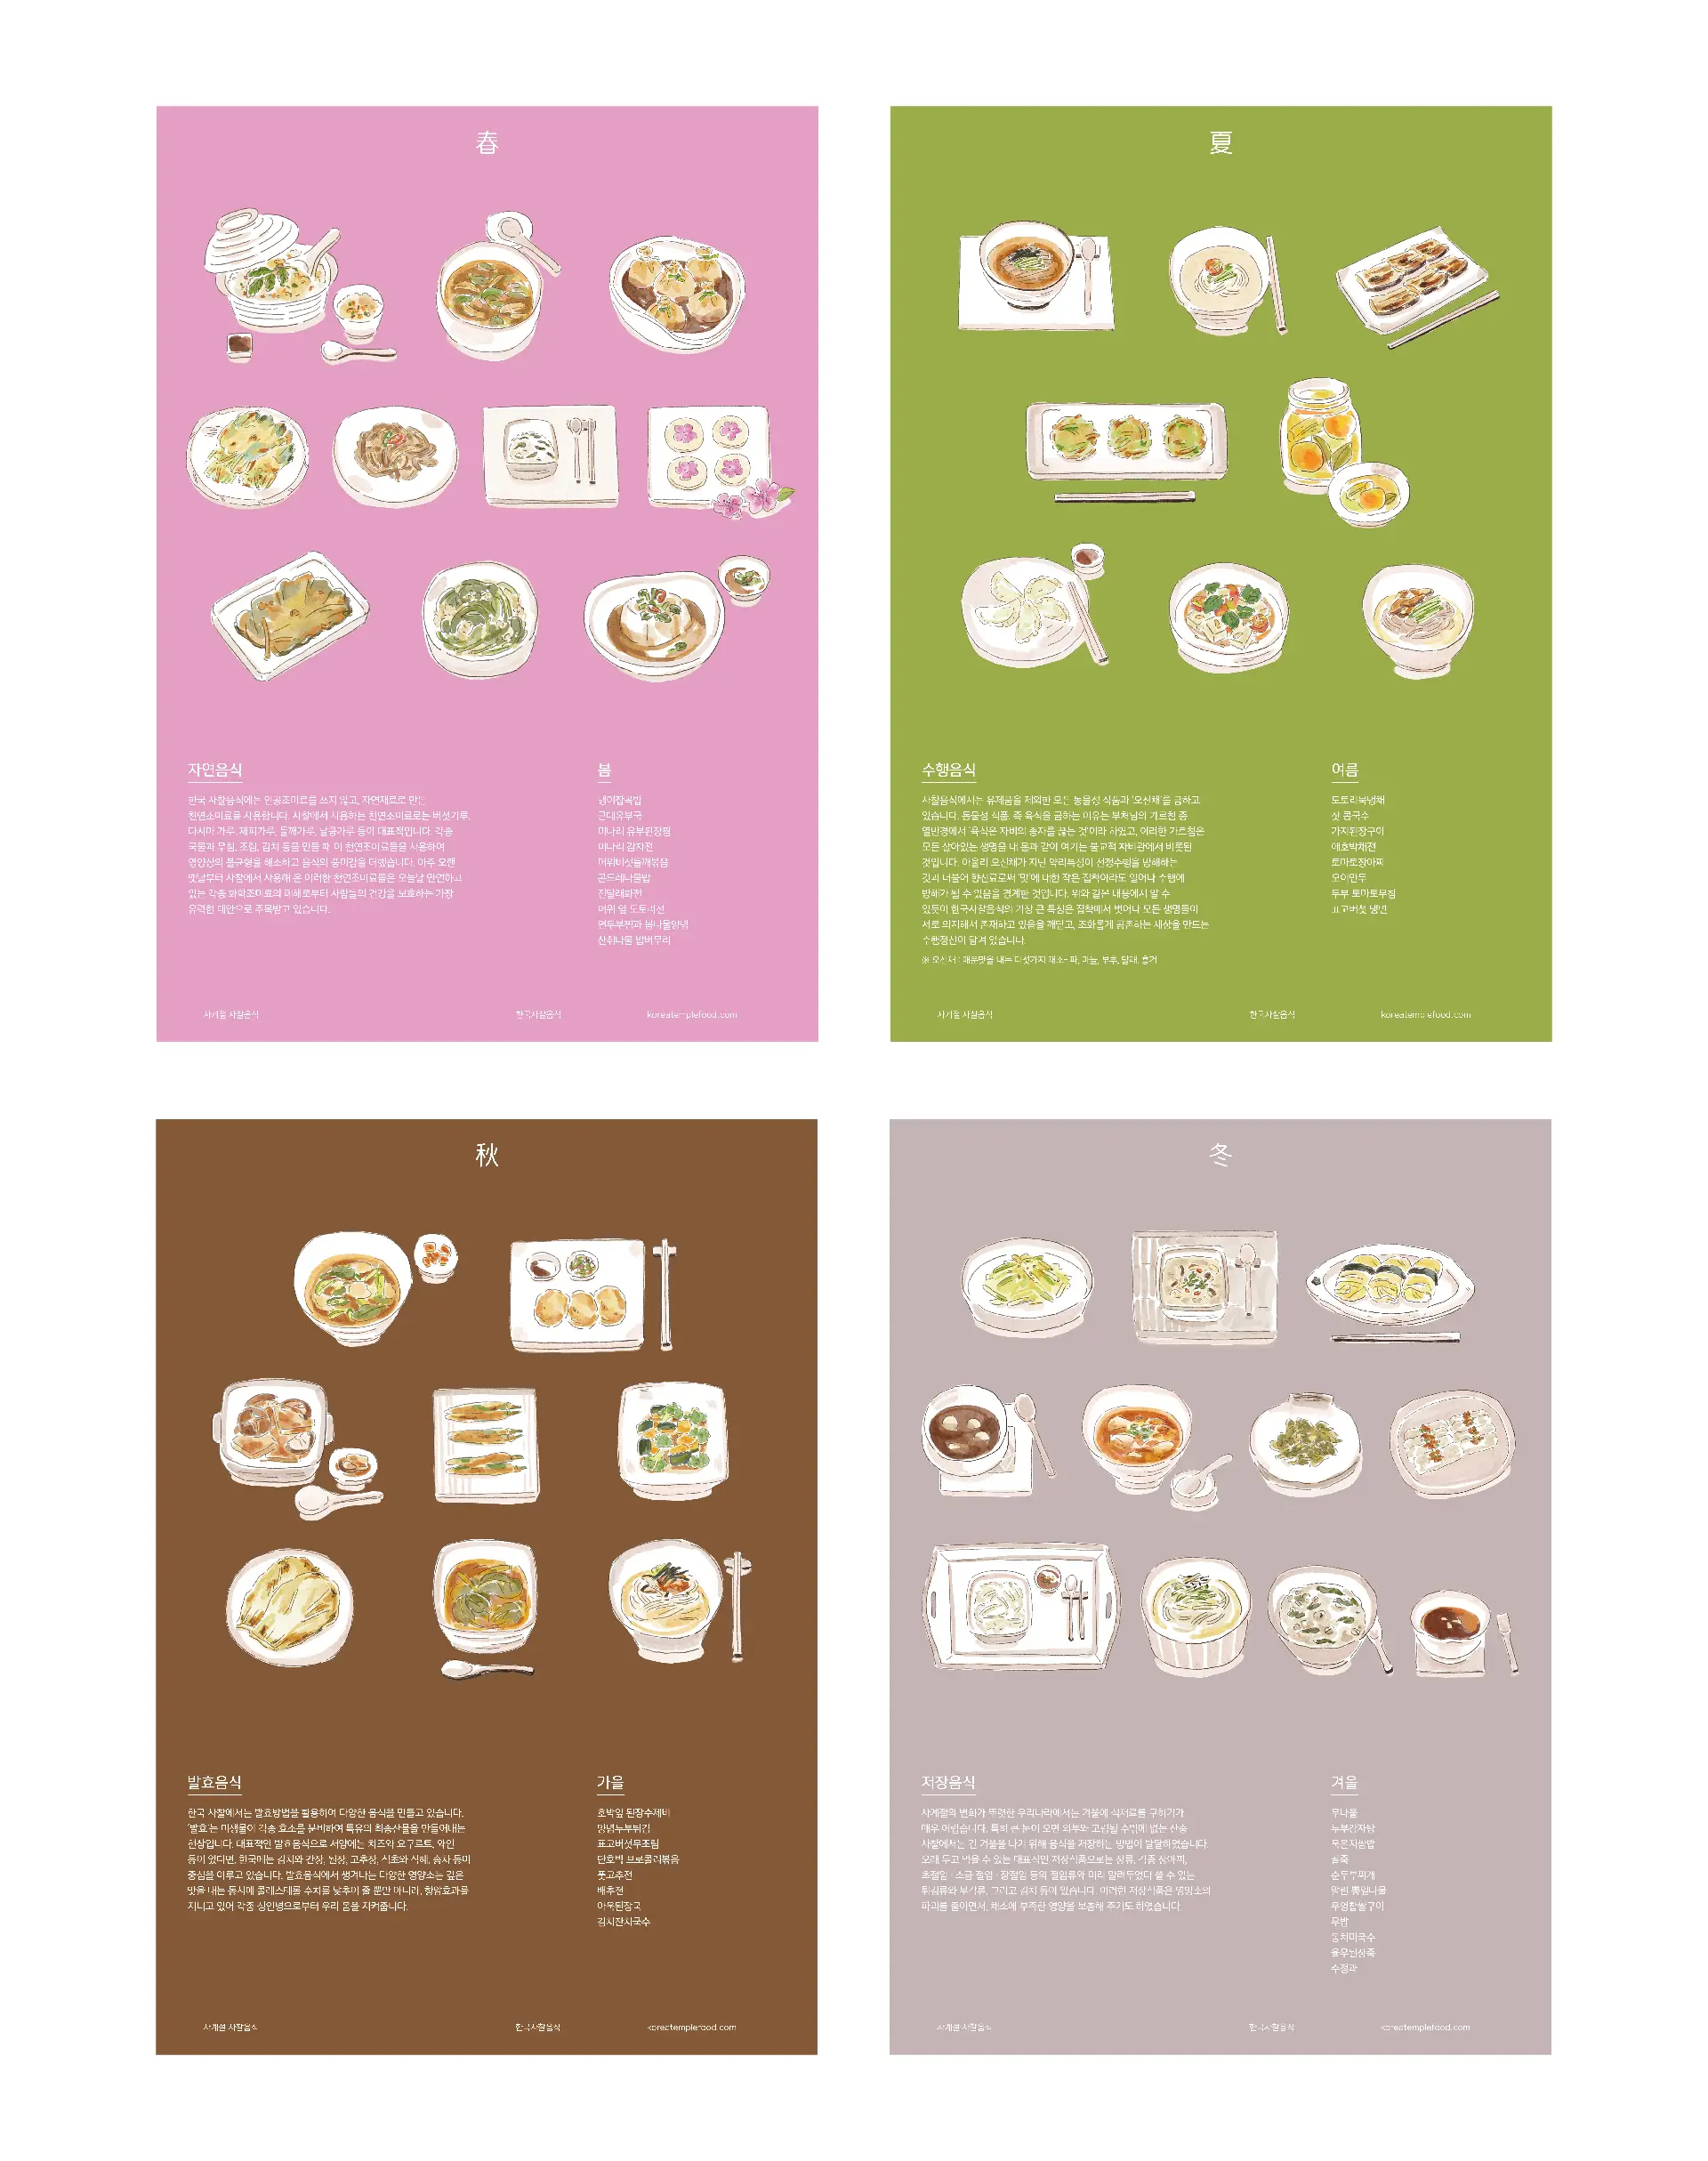 春
자연음식
한국 사찰음식에는 인공조미료를 쓰지 않고, 자연재료로 만든
천연조미료를 사용합니다. 사찰에서 사용하는 천연조미료로는 버섯가루,
다시마 가루, 제피가루, 들깨가루, 날콩가루 등이 대표적입니다. 각종
국물과 무침, 조림, 김치 등을 만들 때 이 천연조미료들을 사용하여
영양상의 불균형을 해소하고 음식의 풍미감을 더했습니다. 아주 오랜
옛날부터 사찰에서 사용해 온 이러한 천연조미료들은 오늘날 만연하고
있는 각종 화학조미료의 피해로부터 사람들의 건강을 보호하는 가장
유력한 대안으로 주목받고 있습니다.
봄
냉이잡곡밥
근대유부국
미나리 유부된장찜
미나리 감자전
머위버섯들깨볶음
곤드레나물밥
진달래화전
머위 잎 도토리전
연두부찜과 봄나물양념
산취나물 밥버무리
사계절 사찰음식
한국사찰음식
koreatemplefood.com
夏
수행음식
사찰음식에서는 유제품을 제외한 모든 동물성 식품과 '오신채'를 금하고
있습니다. 동물성 식품, 즉 육식을 금하는 이유는 부처님의 가르침 중
열반경에서 '육식은 자비의 종자를 끊는 것'이라 하였고, 이러한 가르침은
모든 살아있는 생명을 내 몸과 같이 여기는 불교적 자비관에서 비롯된
것입니다. 아울러 오신채가 지닌 약리특성이 선정수행을 방해하는
것과 더불어 향신료로써 '맛'에 대한 작은 집착이라도 일어나 수행에
방해가 될 수 있음을 경계한 것입니다. 위와 같은 내용에서 알 수
있듯이 한국사찰음식의 가장 큰 특징은 집착에서 벗어나 모든 생명들이
서로 의지해서 존재하고 있음을 깨닫고, 조화롭게 공존하는 세상을 만드는
수행정신이 담겨 있습니다.
※ 오신채 : 매운맛을 내는 다섯가지 채소- 파, 마늘, 부추, 달래, 흥거
여름
도토리묵냉채
잣 콩국수
가지된장구이
애호박채전
토마토장아찌
오이만두
두부 토마토무침
표고버섯 냉면
사계절 사찰음식
한국사찰음식
koreatemplefood.com
秋
발효음식
한국 사찰에서는 발효방법을 활용하여 다양한 음식을 만들고 있습니다.
'발효'는 미생물이 각종 효소를 분비하여 특유의 최종산물을 만들어내는
현상입니다. 대표적인 발효음식으로 서양에는 치즈와 요구르트, 와인
등이 있다면, 한국에는 김치와 간장, 된장, 고추장, 식초와 식혜, 송차 등이
중심을 이루고 있습니다. 발효음식에서 생겨나는 다양한 영양소는 깊은
맛을 내는 동시에 콜레스테롤 수치를 낮추어 줄 뿐만 아니라, 항암효과를
지니고 있어 각종 성인병으로부터 우리 몸을 지켜줍니다.
가을
호박잎 된장수제비
양념두부튀김
표고버섯무조림
단호박 브로콜리볶음
풋고추전
배추전
아욱된장국
김치잔치국수
사계절 사찰음식
한국사찰음식
koreatemplefood.com
冬
저장음식
사계절의 변화가 뚜렷한 우리나라에서는 겨울에 식재료를 구하기가
매우 어렵습니다. 특히 큰 눈이 오면 외부와 고립될 수밖에 없는 산중
사찰에서는 긴 겨울을 나기 위해 음식을 저장하는 방법이 발달하였습니다.
오래 두고 먹을 수 있는 대표적인 저장식품으로는 장류, 각종 장아찌,
초절임 · 소금 절임 · 장절임 등의 절임류와 미리 말려두었다 쓸 수 있는
튀김류와 부각류, 그리고 김치 등이 있습니다. 이러한 저장식품은 영양소의
파괴를 줄이면서, 채소에 부족한 영양을 보충해 주기도 하였습니다.
겨울
무나물
두부감자탕
묵은지쌈밥
팥죽
순두부찌개
말린 뽕잎나물
우엉찹쌀구이
무밥
동치미국수
율무된장죽
수정과
사계절 사찰음식
한국사찰음식
koreatemplefood.com